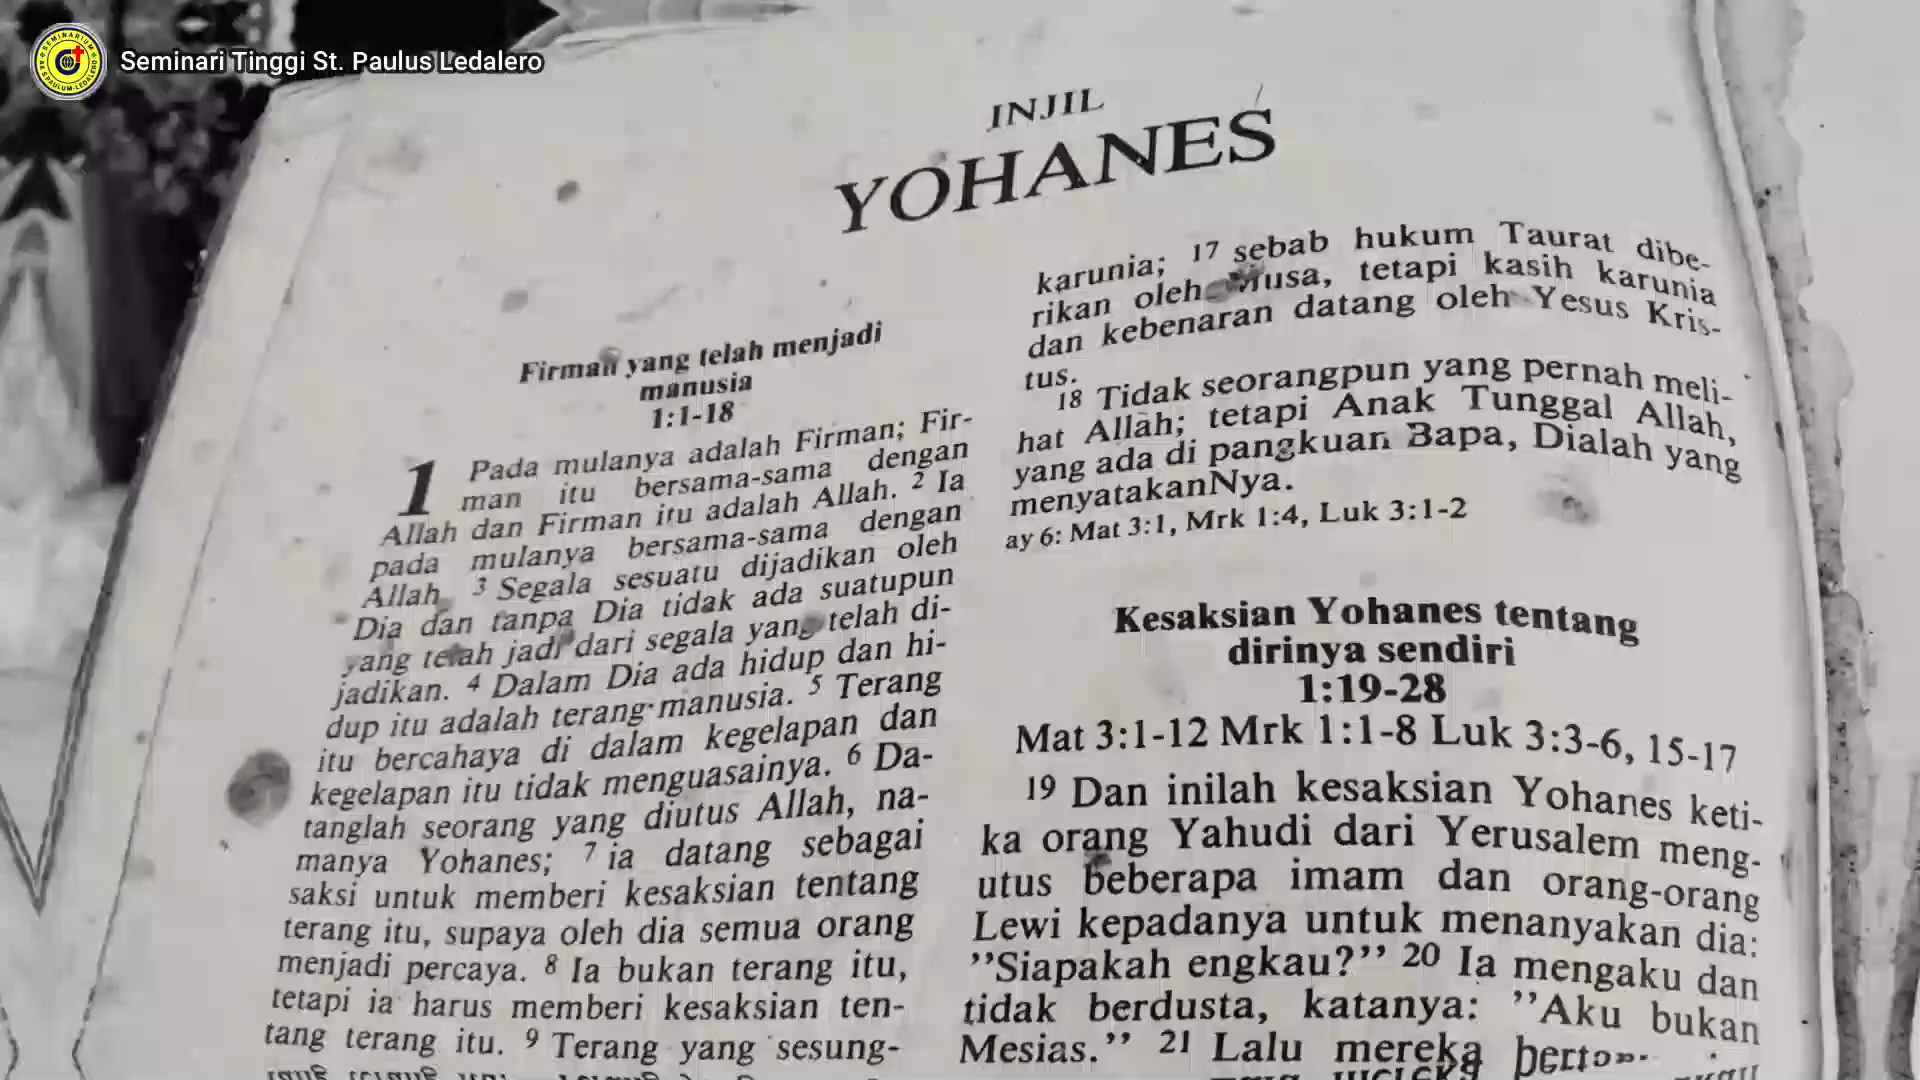 Seminari Tinggi St. Paulus Ledalero
INJIL
YOHANES
Firman yang telah menjadi
manusia
1:1-18
1 Pada mulanya adalah Firman; Fir-
man itu bersama-sama dengan
Allah dan Firman itu adalah Allah. 2 Ia
pada mulanya bersama-sama dengan
Allah. 3 Segala sesuatu dijadikan oleh
Dia dan tanpa Dia tidak ada suatupun
yang telah jadi dari segala yang telah di-
jadikan. 4 Dalam Dia ada hidup dan hi-
dup itu adalah terang manusia. 5 Terang
itu bercahaya di dalam kegelapan dan
kegelapan itu tidak menguasainya. 6 Da-
tanglah seorang yang diutus Allah, na-
manya Yohanes; 7 ia datang sebagai
saksi untuk memberi kesaksian tentang
terang itu, supaya oleh dia semua orang
menjadi percaya. 8 Ia bukan terang itu,
tetapi ia harus memberi kesaksian ten-
tang terang itu. 9 Terang yang sesung-
karunia; 17 sebab hukum Taurat dibe-
rikan oleh Musa, tetapi kasih karunia
dan kebenaran datang oleh Yesus Kris-
tus.
18 Tidak seorangpun yang pernah meli-
hat Allah; tetapi Anak Tunggal Allah,
yang ada di pangkuan Bapa, Dialah yang
menyatakanNya.
ay 6: Mat 3:1, Mrk 1:4, Luk 3:1-2
Kesaksian Yohanes tentang
dirinya sendiri
1:19-28
Mat 3:1-12 Mrk 1:1-8 Luk 3:3-6, 15-17
19 Dan inilah kesaksian Yohanes keti-
ka orang Yahudi dari Yerusalem meng-
utus beberapa imam dan orang-orang
Lewi kepadanya untuk menanyakan dia:
''Siapakah engkau?'' 20 Ia mengaku dan
tidak berdusta, katanya: ''Aku bukan
Mesias.'' 21 Lalu mereka